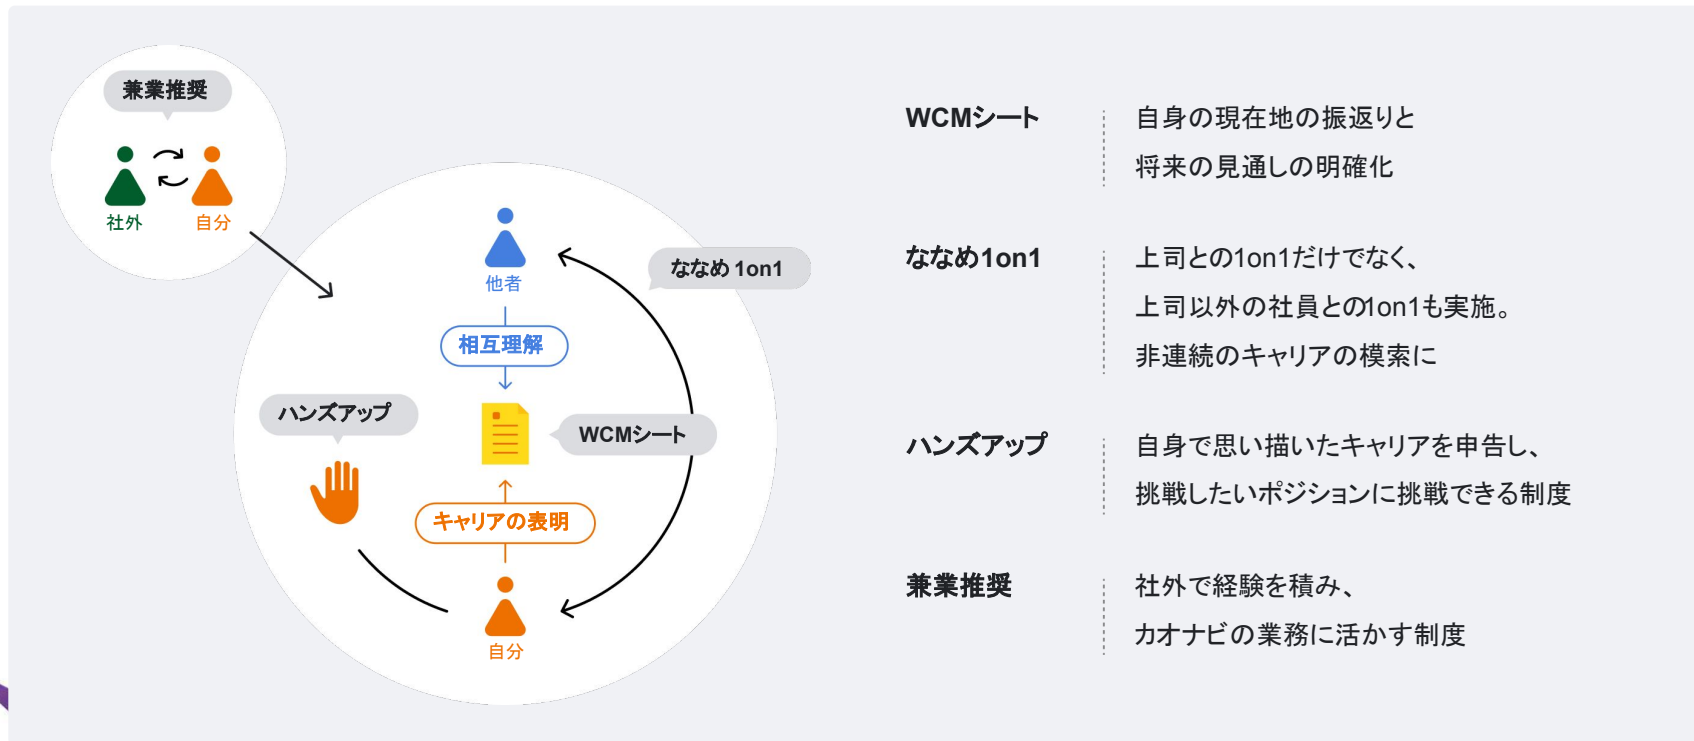 兼業推奨
社外
自分
他者
ななめ1on1
相互理解
ハンズアップ
WCMシート
キャリアの表明
自分
WCMシート
自身の現在地の振返りと
将来の見通しの明確化
ななめ1on1
上司との1on1だけでなく、
上司以外の社員との1on1も実施。
非連続のキャリアの模索に
ハンズアップ
自身で思い描いたキャリアを申告し、
挑戦したいポジションに挑戦できる制度
兼業推奨
社外で経験を積み、
カオナビの業務に活かす制度